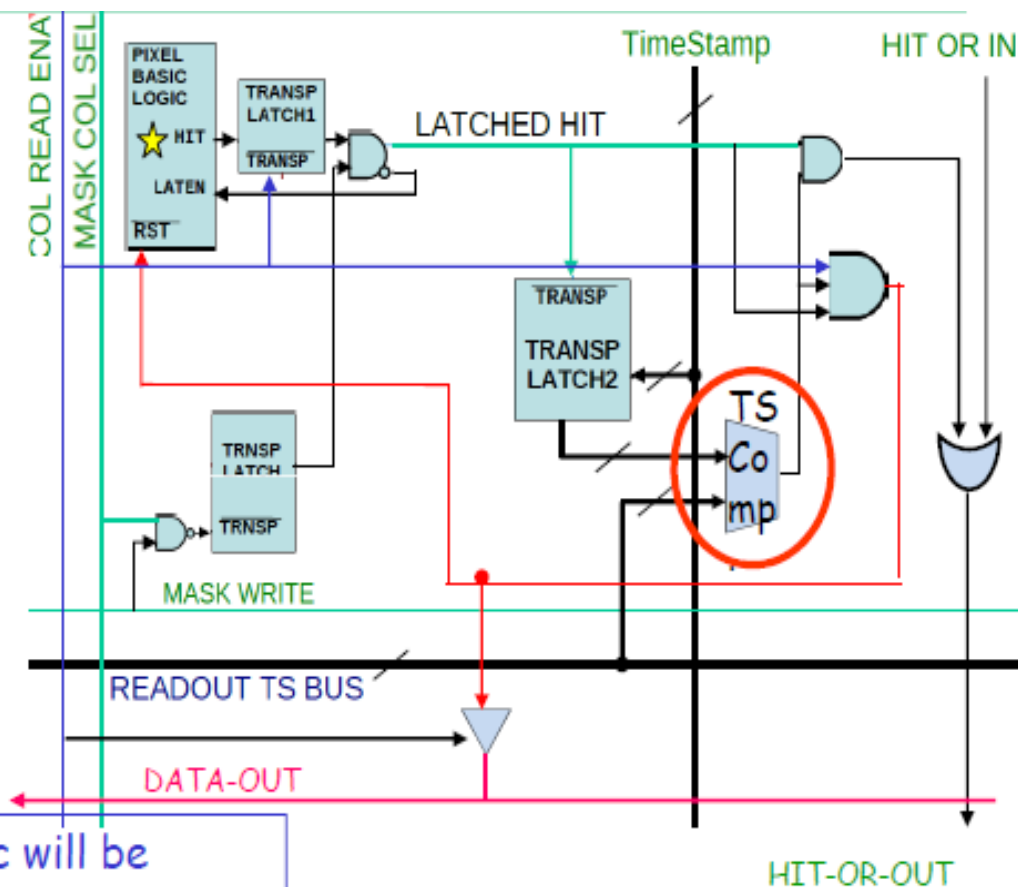 COL READ ENA
MASK COL SEL
TimeStamp
HIT OR IN
PIXEL
BASIC
LOGIC
HIT
LATEN
RST
TRANSP
LATCH1
TRANSP
LATCHED HIT
TRANSP
TRANSP
LATCH2
TS
Co
mp
TRNSP
LATCH
TRNSP
MASK WRITE
READOUT TS BUS
DATA-OUT
c will be
HIT-OR-OUT